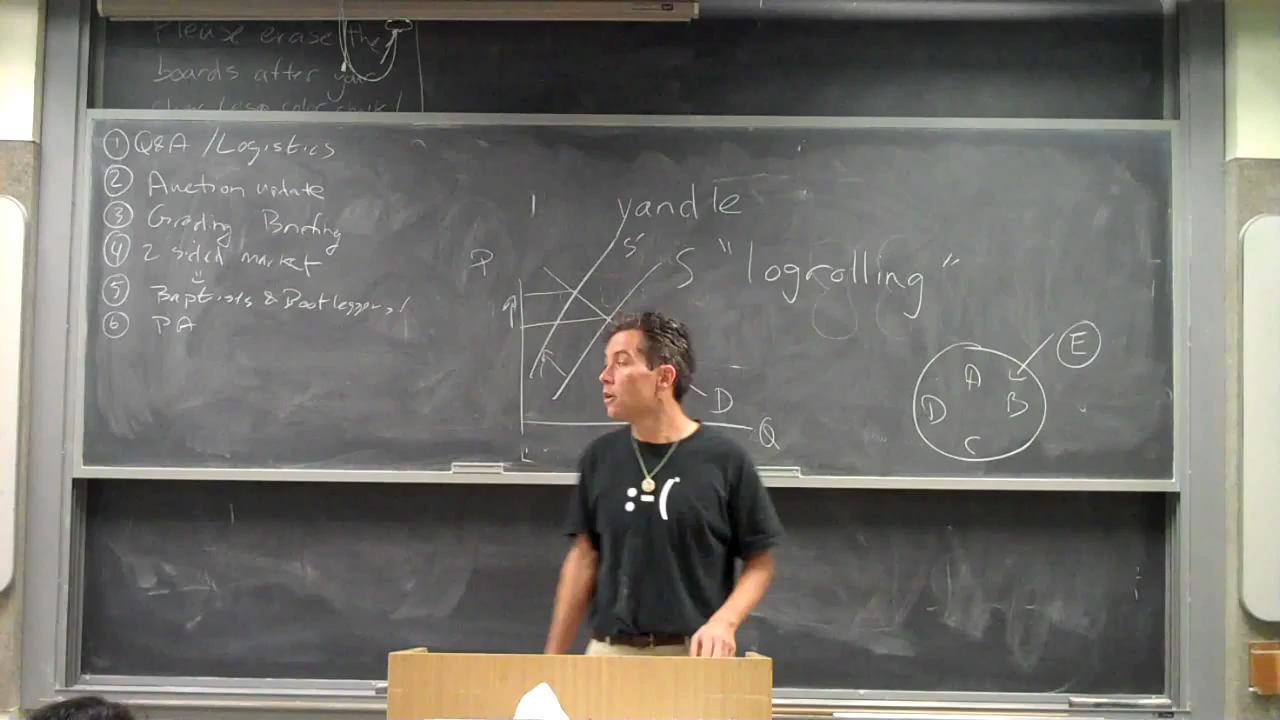 Please erase the
boards after your
① Q&A / Logistics
② Auction update
③ Grading Briefing
④ 2 sided market
⑤ Baptists & Bootleggers!
⑥ PA
yandle
S'
S
"logrolling"
P
P
D
Q
E
A
D
B
C
:-(